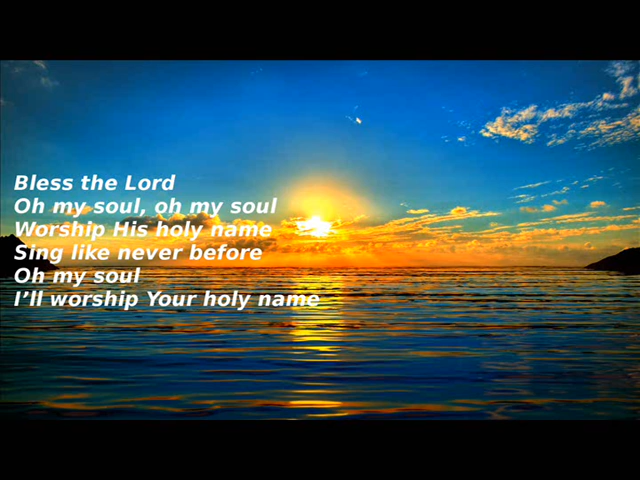 Bless the Lord
Oh my soul, oh my soul
Worship His holy name
Sing like never before
Oh my soul
I’ll worship Your holy name